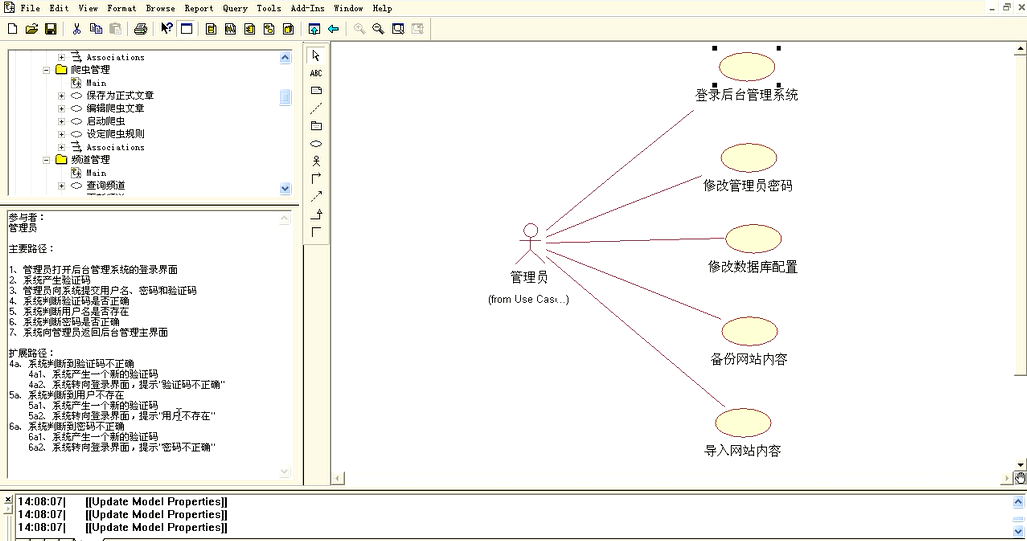 File Edit View Format Browse Report Query Tools Add-Ins Window Help
Associations
爬虫管理
Main
保存为正式文章
编辑爬虫文章
启动爬虫
设定爬虫规则
Associations
频道管理
Main
查询频道
参与者：
管理员
主要路径：
1、管理员打开后台管理系统的登录界面
2、系统产生验证码
3、管理员向系统提交用户名、密码和验证码
4、系统判断验证码是否正确
5、系统判断用户名是否存在
6、系统判断密码是否正确
7、系统向管理员返回后台管理主界面
扩展路径：
4a、系统判断到验证码不正确
4a1、系统产生一个新的验证码
4a2、系统转向登录界面，提示"验证码不正确"
5a、系统判断到用户不存在
5a1、系统产生一个新的验证码
5a2、系统转向登录界面，提示"用户不存在"
6a、系统判断到密码不正确
6a1、系统产生一个新的验证码
6a2、系统转向登录界面，提示"密码不正确"
ABC
登录后台管理系统
修改管理员密码
修改数据库配置
管理员
(from Use Cas...)
备份网站内容
导入网站内容
14:08:07| [[Update Model Properties]]
14:08:07| [[Update Model Properties]]
14:08:07| [[Update Model Properties]]